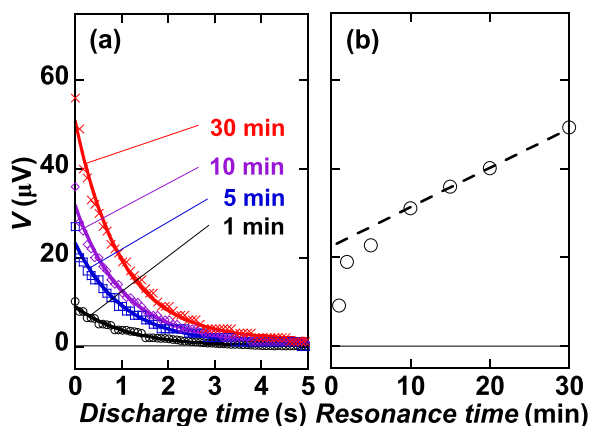 (a)
(b)
60
40
20
0
V (μV)
30 min
10 min
5 min
1 min
0 1 2 3 4 5
0 10 20 30
Discharge time (s)
Resonance time (min)